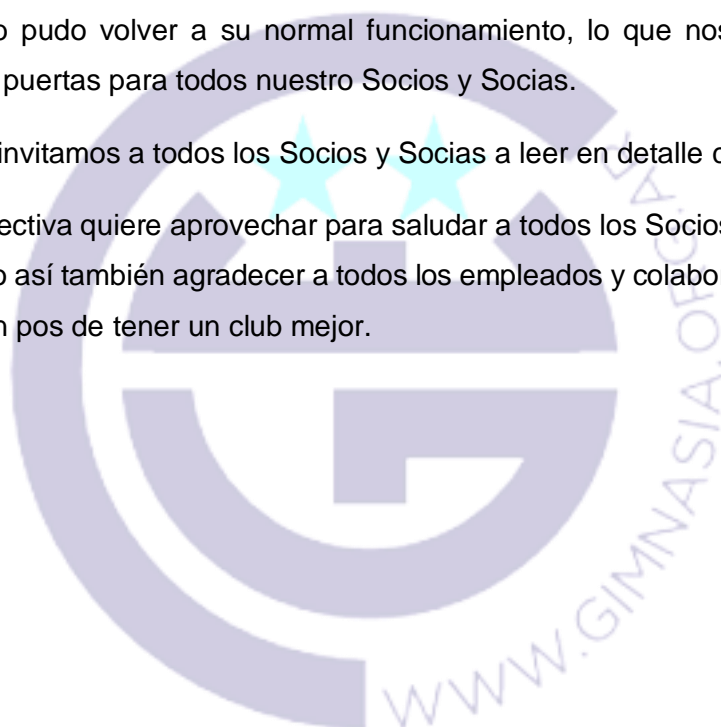 pudo volver a su normal funcionamiento, lo que nos
puertas para todos nuestro Socios y Socias.
invitamos a todos los Socios y Socias a leer en detalle
quiere aprovechar para saludar a todos los Socios
así también agradecer a todos los empleados y
pos de tener un club mejor.
WWW.GIMNASIA.ORG.AR